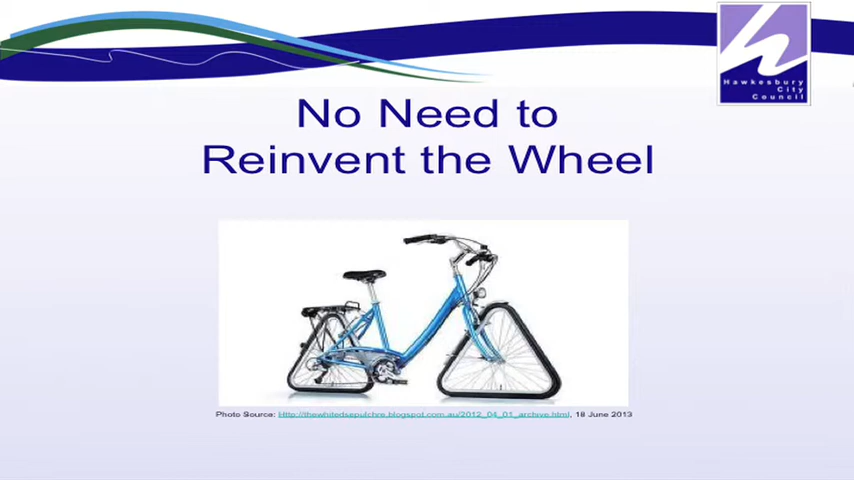 Hawkesbury
City
Council
No Need to
Reinvent the Wheel
Photo Source: Http://thewhitedsepulchre.blogspot.com.au/2012_04_01_archive.html, 18 June 2013